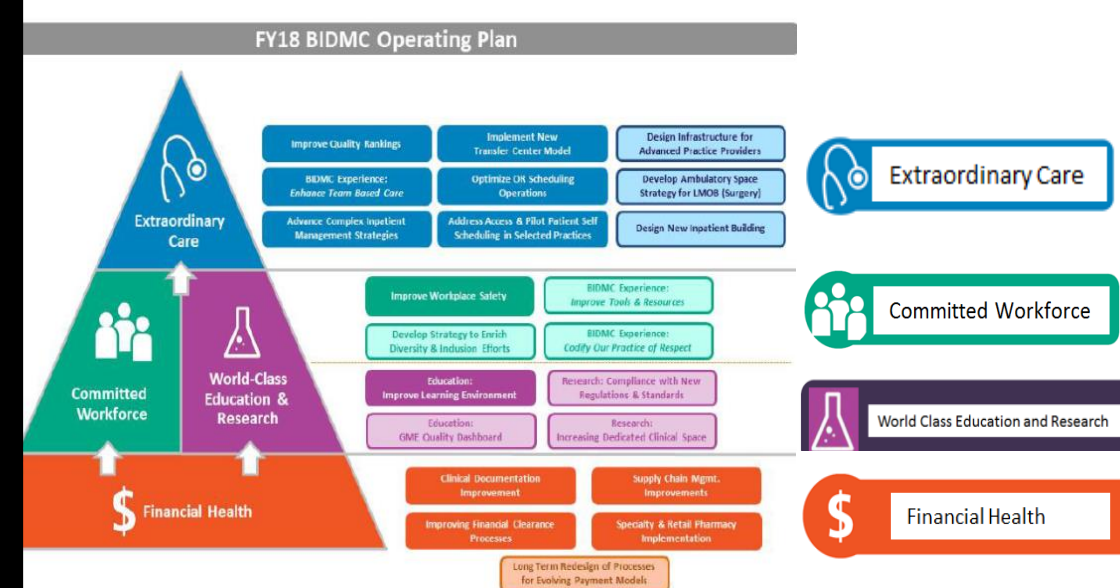 FY18 BIDMC Operating Plan
Extraordinary
Care
Improve Quality Rankings
Implement New
Transfer Center Model
Design Infrastructure for
Advanced Practice Providers
BIDMC Experience:
Enhance Team Based Care
Optimize OR Scheduling
Operations
Develop Ambulatory Space
Strategy for LMOB (Surgery)
Advance Complex Inpatient
Management Strategies
Address Access & Pilot Patient Self
Scheduling in Selected Practices
Design New Inpatient Building
Committed
Workforce
World-Class
Education &
Research
Improve Workplace Safety
BIDMC Experience:
Improve Tools & Resources
Develop Strategy to Enrich
Diversity & Inclusion Efforts
BIDMC Experience:
Codify Our Practice of Respect
Education:
Improve Learning Environment
Research: Compliance with New
Regulations & Standards
Education:
GME Quality Dashboard
Research:
Increasing Dedicated Clinical Space
$ Financial Health
Clinical Documentation
Improvement
Supply Chain Mgmt.
Improvements
Improving Financial Clearance
Processes
Specialty & Retail Pharmacy
Implementation
Long Term Redesign of Processes
for Evolving Payment Models
Extraordinary Care
Committed Workforce
World Class Education and Research
$ Financial Health